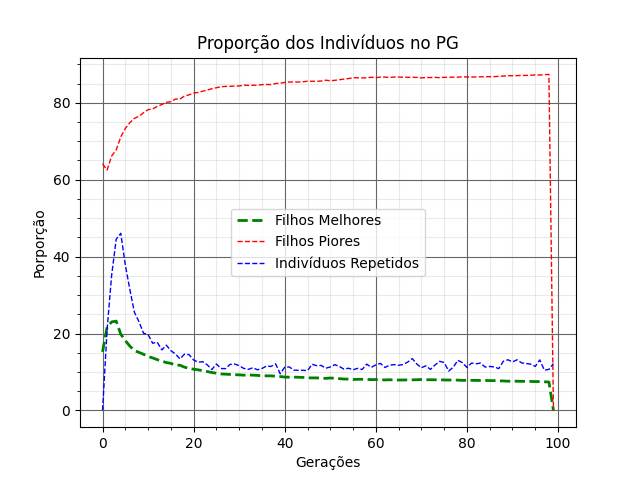 Proporção dos Indivíduos no PG
80
60
40
20
0
Porporção
Filhos Melhores
Filhos Piores
Indivíduos Repetidos
0 20 40 60 80 100
Gerações